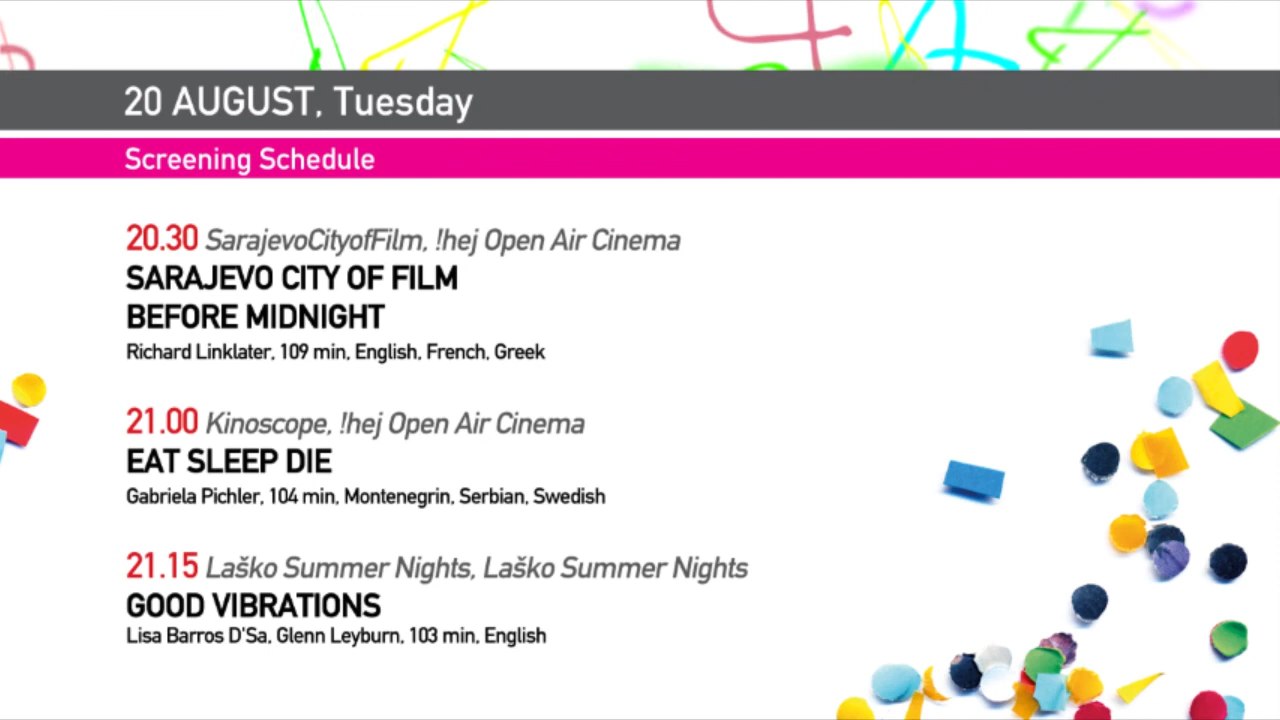 20 AUGUST, Tuesday
Screening Schedule
20.30 SarajevoCityofFilm, !hej Open Air Cinema
SARAJEVO CITY OF FILM
BEFORE MIDNIGHT
Richard Linklater, 109 min, English, French, Greek
21.00 Kinoscope, !hej Open Air Cinema
EAT SLEEP DIE
Gabriela Pichler, 104 min, Montenegrin, Serbian, Swedish
21.15 Laško Summer Nights, Laško Summer Nights
GOOD VIBRATIONS
Lisa Barros D'Sa, Glenn Leyburn, 103 min, English